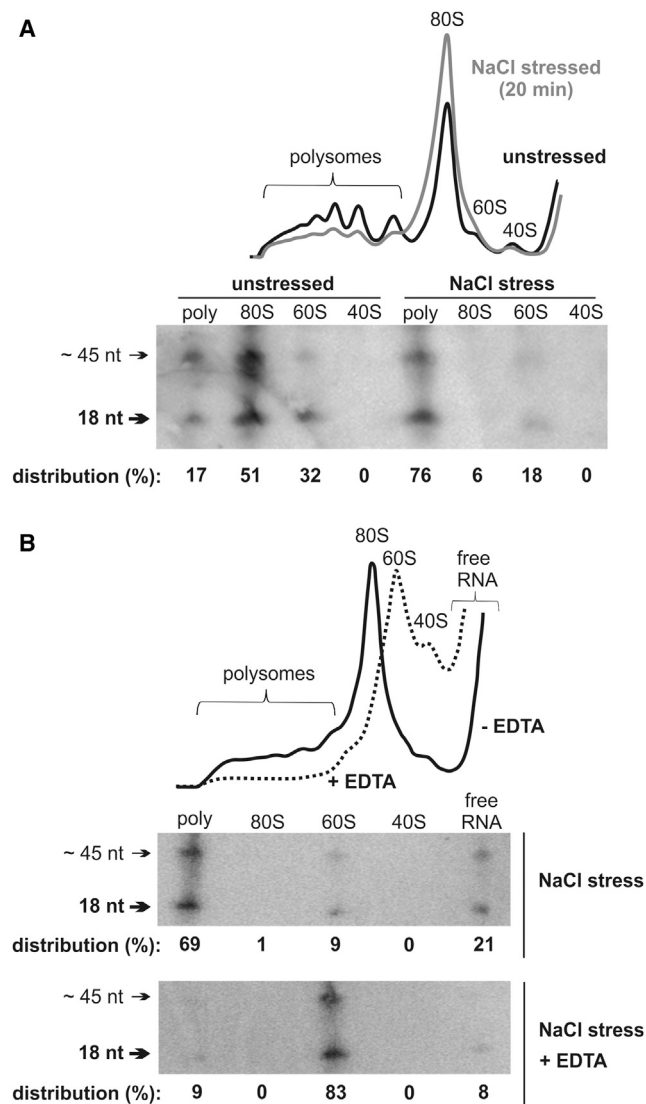 A
80S
NaCl stressed
(20 min)
polysomes
unstressed
60S
40S
unstressed NaCl stress
poly 80S 60S 40S poly 80S 60S 40S
~ 45 nt →
18 nt →
distribution (%): 17 51 32 0 76 6 18 0
B
80S
60S
free
RNA
40S
polysomes
- EDTA
+ EDTA
poly 80S 60S 40S free
RNA
~ 45 nt →
NaCl stress
18 nt →
distribution (%): 69 1 9 0 21
~ 45 nt →
NaCl stress
18 nt →
+ EDTA
distribution (%): 9 0 83 0 8